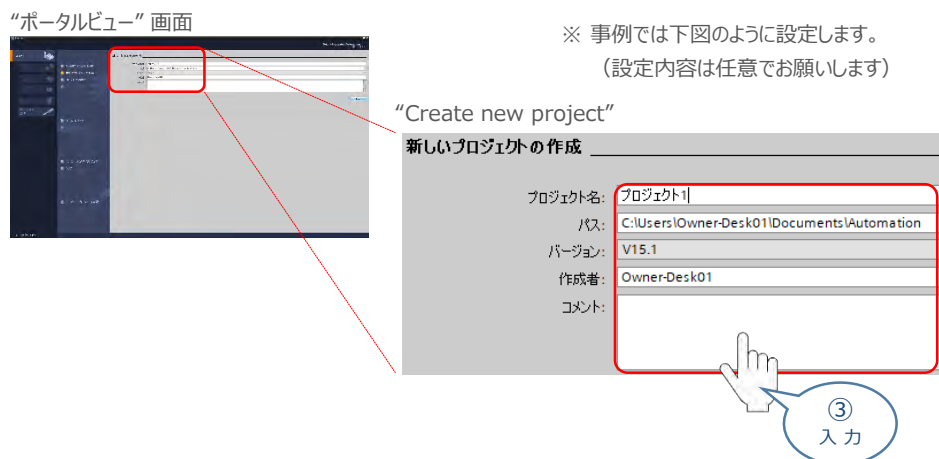 “ポータルビュー” 画面
※ 事例では下図のように設定します。
（設定内容は任意でお願いします）
“Create new project”
新しいプロジェクトの作成
プロジェクト名: プロジェクト1
パス: C:\Users\Owner-Desk01\Documents\Automation
バージョン: V15.1
作成者: Owner-Desk01
コメント:
③
入 力